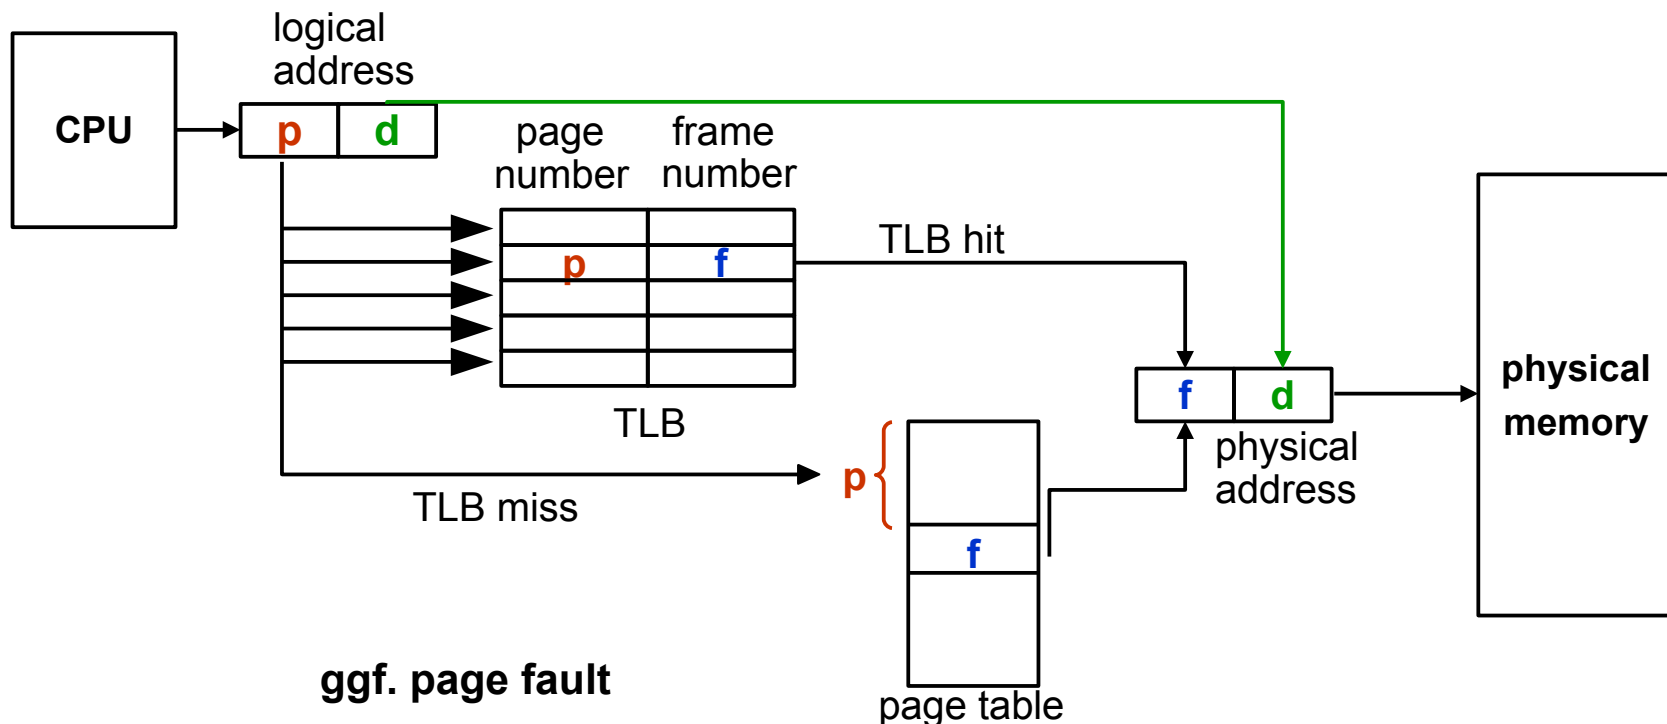 logical
address
CPU
p
d
page
number
frame
number
TLB hit
p
f
TLB
f
d
physical
address
physical
memory
TLB miss
p
f
ggf. page fault
page table